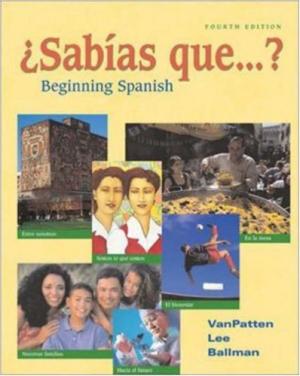 FOURTH EDITION
¿Sabías que...?
Beginning Spanish
Entre nosotros
Somos lo que somos
En la mesa
El bienestar
Nuestras familias
Hacia el futuro
VanPatten
Lee
Ballman